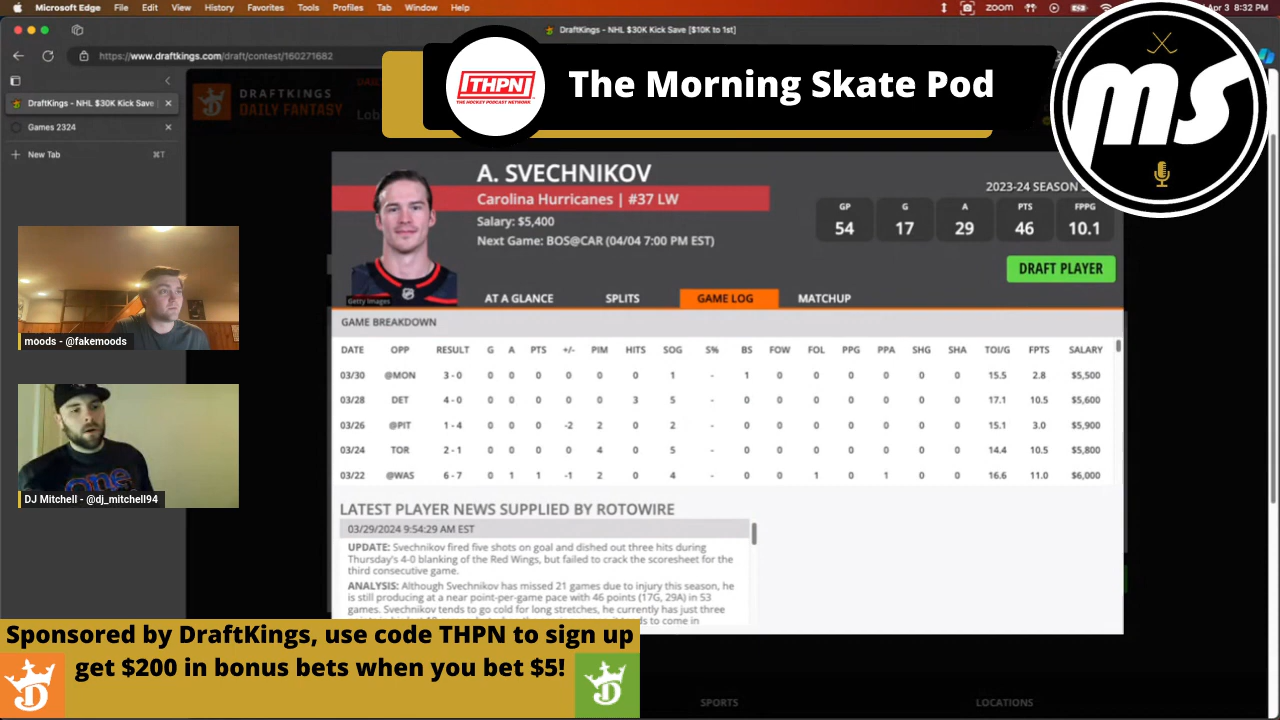 Microsoft Edge File Edit View History Favorites Tools Profiles Tab Window Help
zoom
Apr 3 8:32 PM
DraftKings - NHL $30K Kick Save [$10K to 1st]
https://www.draftkings.com/draft/contest/160271682
DraftKings - NHL $30K Kick Save
Games 2324
New Tab ⌘T
DRAFTKINGS
DAILY FANTASY
THPN
THE HOCKEY PODCAST NETWORK
The Morning Skate Pod
MS
A. SVECHNIKOV
Carolina Hurricanes | #37 LW
Salary: $5,400
Next Game: BOS@CAR (04/04 7:00 PM EST)
Getty Images
2023-24 SEASON
GP G A PTS FPPG
54 17 29 46 10.1
DRAFT PLAYER
AT A GLANCE SPLITS GAME LOG MATCHUP
GAME BREAKDOWN
DATE OPP RESULT G A PTS +/- PIM HITS SOG S% BS FOW FOL PPG PPA SHG SHA TOI/G FPTS SALARY
03/30 @MON 3 - 0 0 0 0 0 0 0 1 - 1 0 0 0 0 0 0 15.5 2.8 $5,500
03/28 DET 4 - 0 0 0 0 0 0 3 5 - 0 0 0 0 0 0 0 17.1 10.5 $5,600
03/26 @PIT 1 - 4 0 0 0 -2 2 0 2 - 0 0 0 0 0 0 0 15.1 3.0 $5,900
03/24 TOR 2 - 1 0 0 0 0 4 0 5 - 0 0 0 0 0 0 0 14.4 10.5 $5,800
03/22 @WAS 6 - 7 0 1 1 -1 2 0 4 - 0 0 1 0 1 0 0 16.6 11.0 $6,000
LATEST PLAYER NEWS SUPPLIED BY ROTOWIRE
03/29/2024 9:54:29 AM EST
UPDATE: Svechnikov fired five shots on goal and dished out three hits during
Thursday's 4-0 blanking of the Red Wings, but failed to crack the scoresheet for the
third consecutive game.
ANALYSIS: Although Svechnikov has missed 21 games due to injury this season, he
is still producing at a near point-per-game pace with 46 points (17G, 29A) in 53
games. Svechnikov tends to go cold for long stretches, he currently has just three
moods - @fakemoods
one
DJ Mitchell - @dj_mitchell94
Sponsored by DraftKings, use code THPN to sign up
get $200 in bonus bets when you bet $5!
SPORTS LOCATIONS